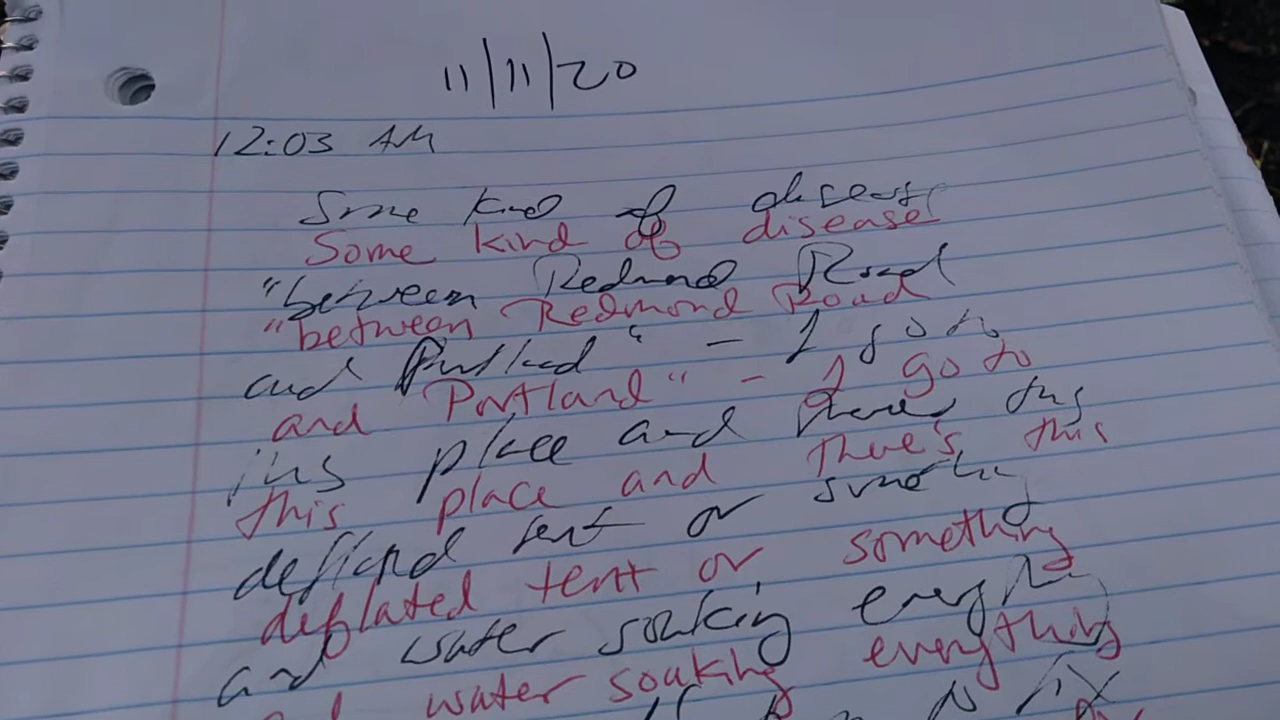 11/11/20
12:03 AM
Some kind of disease
Some kind of disease
"between Redmond Road
"between Redmond Road
and Portland" - I go to
and Portland" - I go to
this place and there's this
this place and there's this
deflated tent or something
deflated tent or something
and water soaking everything
and water soaking everything